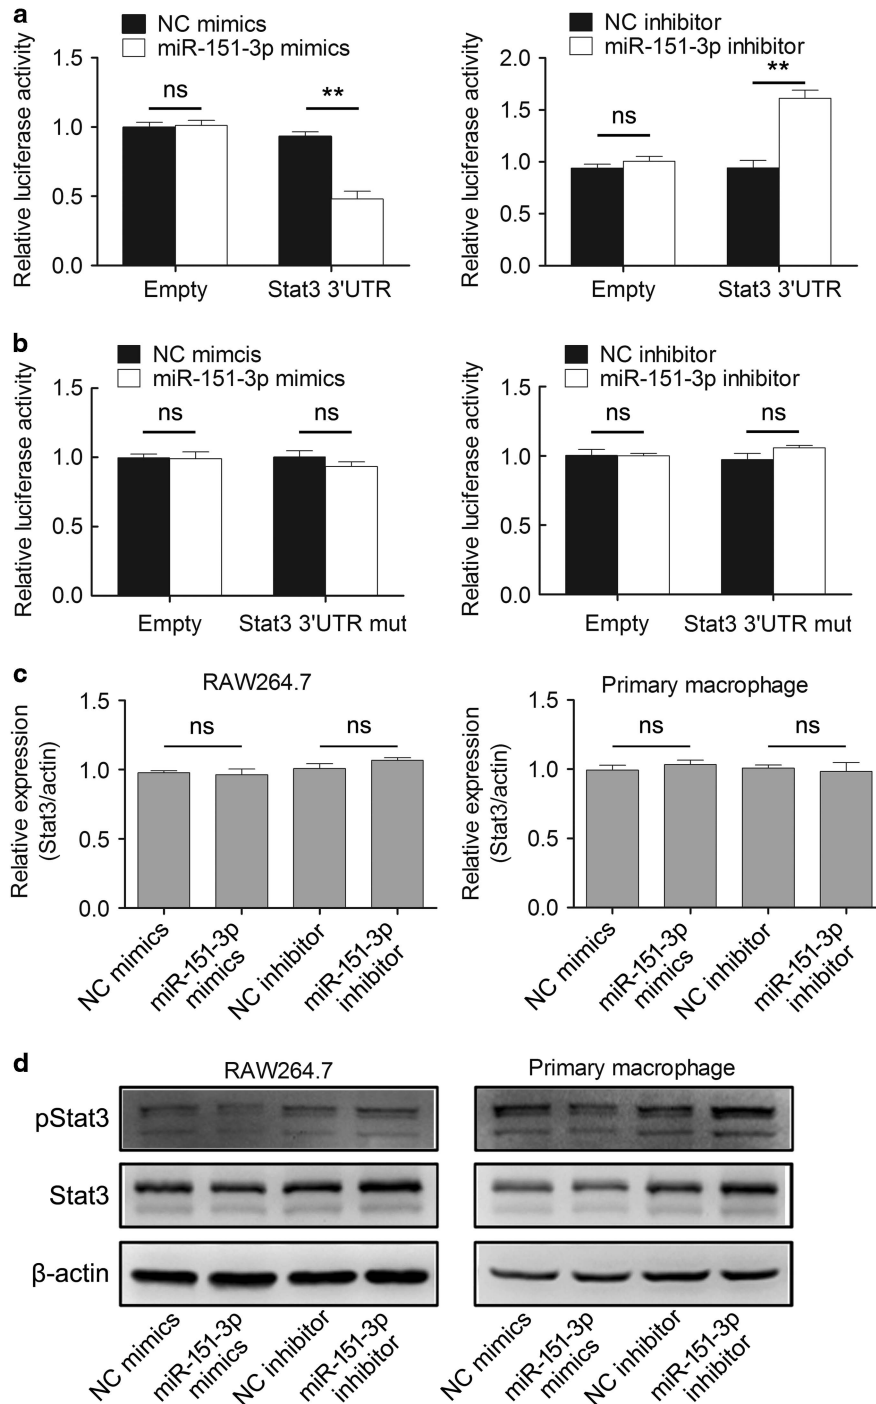 a
NC mimics
miR-151-3p mimics
Relative luciferase activity
1.5
1.0
0.5
0.0
ns
**
Empty
Stat3 3'UTR
NC inhibitor
miR-151-3p inhibitor
Relative luciferase activity
2.0
1.5
1.0
0.5
0.0
ns
**
Empty
Stat3 3'UTR
b
NC mimcis
miR-151-3p mimics
Relative luciferase activity
1.5
1.0
0.5
0.0
ns
ns
Empty
Stat3 3'UTR mut
NC inhibitor
miR-151-3p inhibitor
Relative luciferase activity
1.5
1.0
0.5
0.0
ns
ns
Empty
Stat3 3'UTR mut
c
RAW264.7
Relative expression
(Stat3/actin)
1.5
1.0
0.5
0.0
ns
ns
NC mimics
miR-151-3p
mimics
NC inhibitor
miR-151-3p
inhibitor
Primary macrophage
Relative expression
(Stat3/actin)
1.5
1.0
0.5
0.0
ns
ns
NC mimics
miR-151-3p
mimics
NC inhibitor
miR-151-3p
inhibitor
d
RAW264.7
Primary macrophage
pStat3
Stat3
β-actin
NC mimics
miR-151-3p
mimics
NC inhibitor
miR-151-3p
inhibitor
NC mimics
miR-151-3p
mimics
NC inhibitor
miR-151-3p
inhibitor